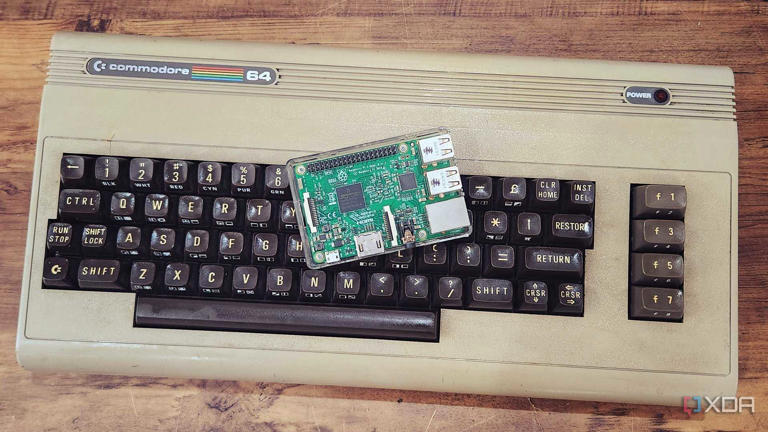 commodore 64
POWER
← ! 1 " 2 # 3 $ 4 % 5 & 6 £ CLR HOME INST DEL
BLK WHT RED CYN PUR GRN
CTRL Q W E R T * ↑ RESTORE
RUN STOP SHIFT LOCK A S D F G H : ; = RETURN
C= SHIFT Z X C V B N M < , > . ? / SHIFT CRSR CRSR
f 1
f 3
f 5
f 7
XDA